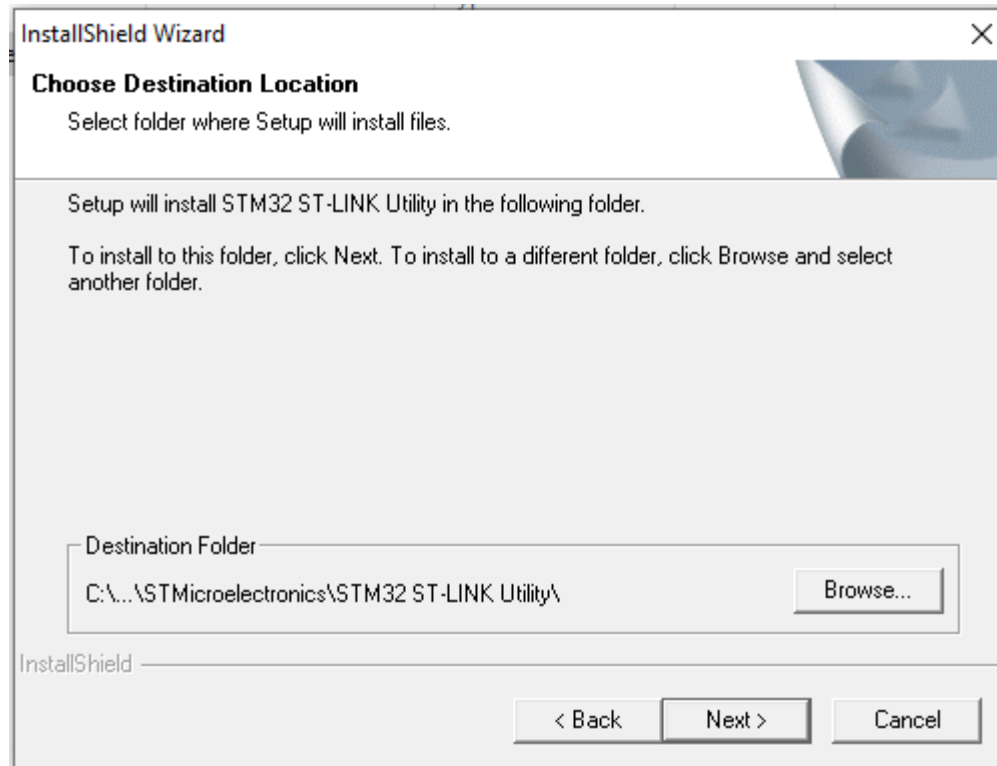 InstallShield Wizard
Choose Destination Location
Select folder where Setup will install files.
Setup will install STM32 ST-LINK Utility in the following folder.
To install to this folder, click Next. To install to a different folder, click Browse and select
another folder.
Destination Folder
C:\...\STMicroelectronics\STM32 ST-LINK Utility\
Browse...
InstallShield
< Back
Next >
Cancel